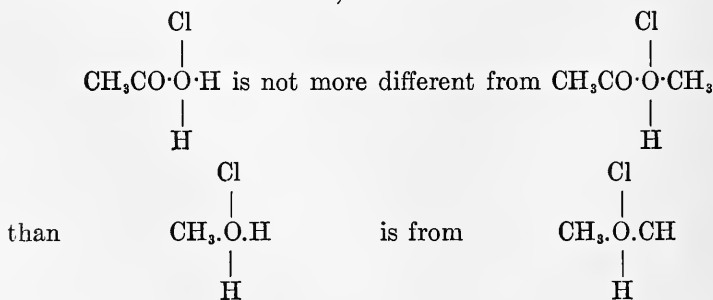 Cl Cl
| |
CH₃CO·O·H is not more different from CH₃CO·O·CH₃
| |
H H
Cl Cl
| |
than CH₃.O.H is from CH₃.O.CH
| |
H H